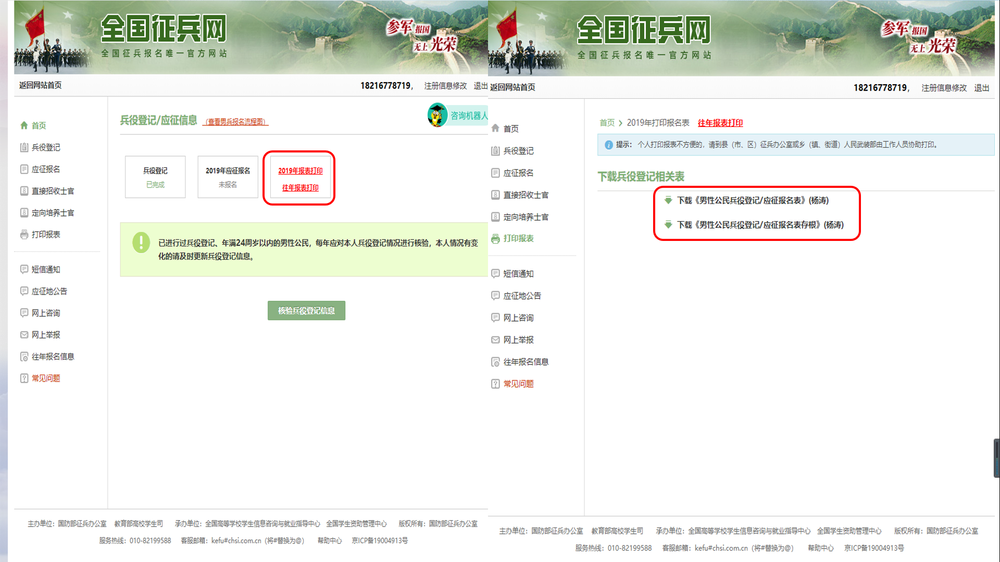 全国征兵网
全国征兵报名唯一官方网站
参军报国
无上光荣
返回网站首页
18216778719， 注册信息修改 退出
首页
兵役登记
应征报名
直接招收士官
定向培养士官
打印报表
短信通知
应征地公告
网上咨询
网上举报
往年报名信息
常见问题
兵役登记/应征信息 （查看男兵报名流程图）
咨询机器人
兵役登记
已完成
2019年应征报名
未报名
2019年报表打印
往年报表打印
已进行过兵役登记、年满24周岁以内的男性公民，每年应对本人兵役登记情况进行核验，本人情况有变
化的请及时更新兵役登记信息。
核验兵役登记信息
主办单位：国防部征兵办公室 教育部高校学生司 承办单位：全国高等学校学生信息咨询与就业指导中心 全国学生资助管理中心 版权所有：国防部征兵办公室
服务热线：010-82199588 客服邮箱：kefu#chsi.com.cn（将#替换为@） 帮助中心 京ICP备19004913号
全国征兵网
全国征兵报名唯一官方网站
参军报国
无上光荣
返回网站首页
18216778719， 注册信息修改 退出
首页
兵役登记
应征报名
直接招收士官
定向培养士官
打印报表
短信通知
应征地公告
网上咨询
网上举报
往年报名信息
常见问题
首页 > 2019年打印报名表 往年报表打印
提示： 个人打印报表不方便的，请到县（市、区）征兵办公室或乡（镇、街道）人民武装部由工作人员协助打印。
下载兵役登记相关表
下载《男性公民兵役登记/应征报名表》(杨涛)
下载《男性公民兵役登记/应征报名表存根》(杨涛)
主办单位：国防部征兵办公室 教育部高校学生司 承办单位：全国高等学校学生信息咨询与就业指导中心 全国学生资助管理中心 版权所有：国防部征兵办公室
服务热线：010-82199588 客服邮箱：kefu#chsi.com.cn（将#替换为@） 帮助中心 京ICP备19004913号